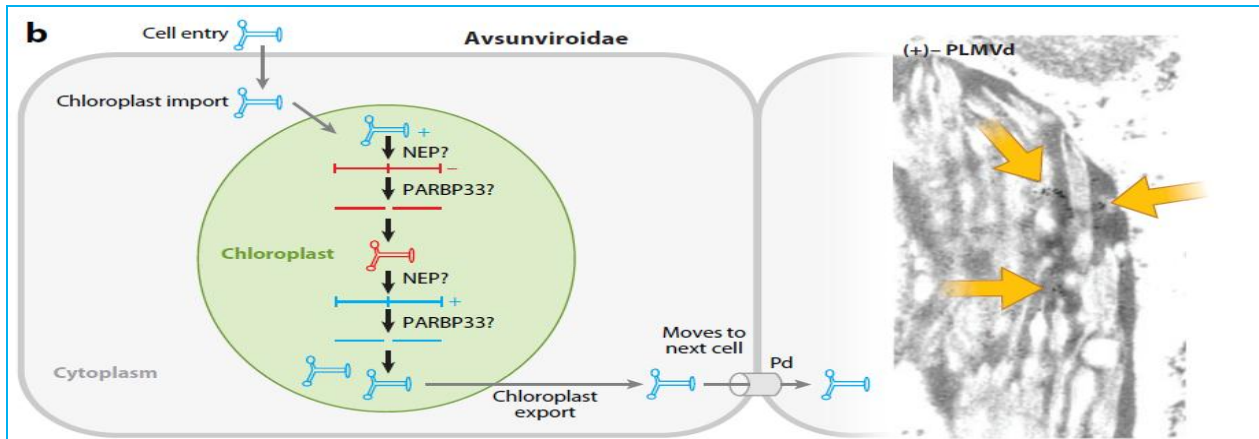 b
Cell entry
Avsunviroidae
(+)– PLMVd
Chloroplast import
+
NEP?
–
PARBP33?
Chloroplast
NEP?
+
PARBP33?
Moves to
next cell
Pd
Cytoplasm
Chloroplast
export